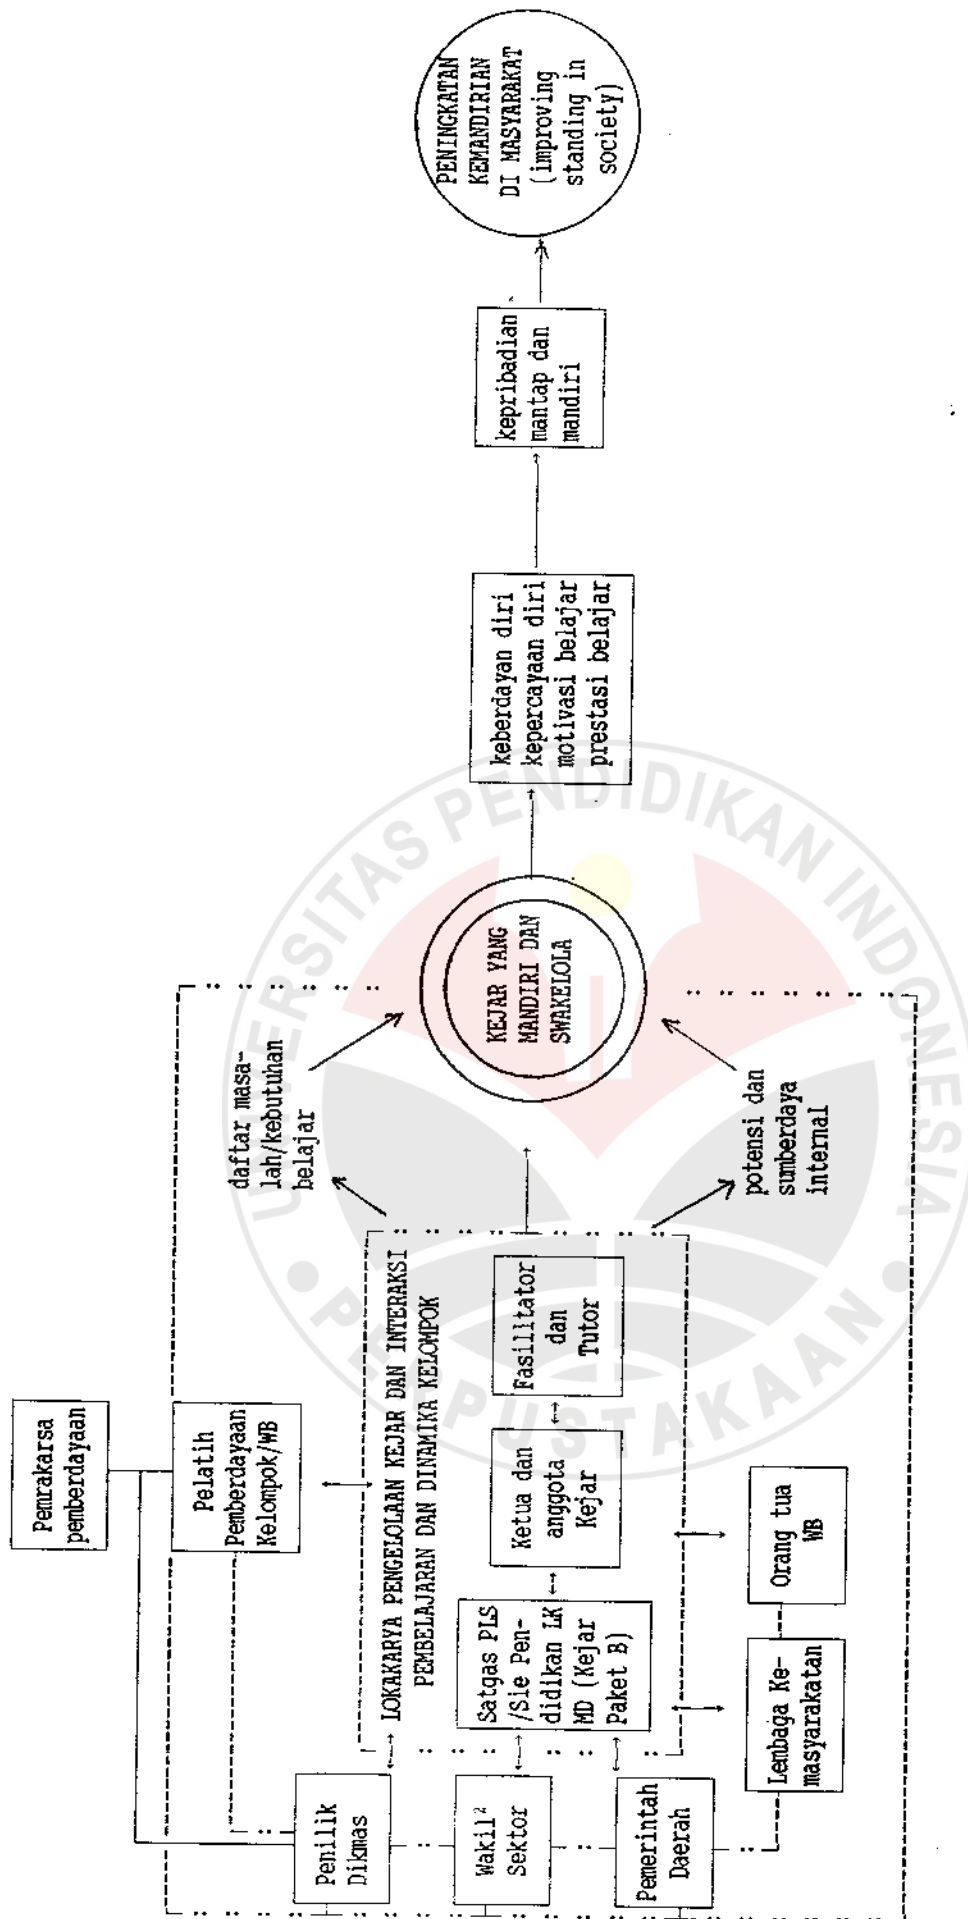 Pemrakarsa
pemberdayaan
Pelatih
Pemberdayaan
Kelompok/WB
Penilik
Dikmas
Wakil²
Sektor
Pemerintah
Daerah
LOKAKARYA PENGELOLAAN KEJAR DAN INTERAKSI
PEMBELAJARAN DAN DINAMIKA KELOMPOK
Satgas PLS
/Sie Pen-
didikan LK
MD (Kejar
Paket B)
Ketua dan
anggota
Kejar
Fasilitator
dan
Tutor
Lembaga Ke-
masyarakatan
Orang tua
WB
daftar masa-
lah/kebutuhan
belajar
potensi dan
sumberdaya
internal
KEJAR YANG
MANDIRI DAN
SWAKELOLA
keberdayan diri
kepercayaan diri
motivasi belajar
prestasi belajar
kepribadian
mantap dan
mandiri
PENINGKATAN
KEMANDIRIAN
DI MASYARAKAT
(improving
standing in
society)
UNIVERSITAS PENDIDIKAN INDONESIA
PERPUSTAKAAN